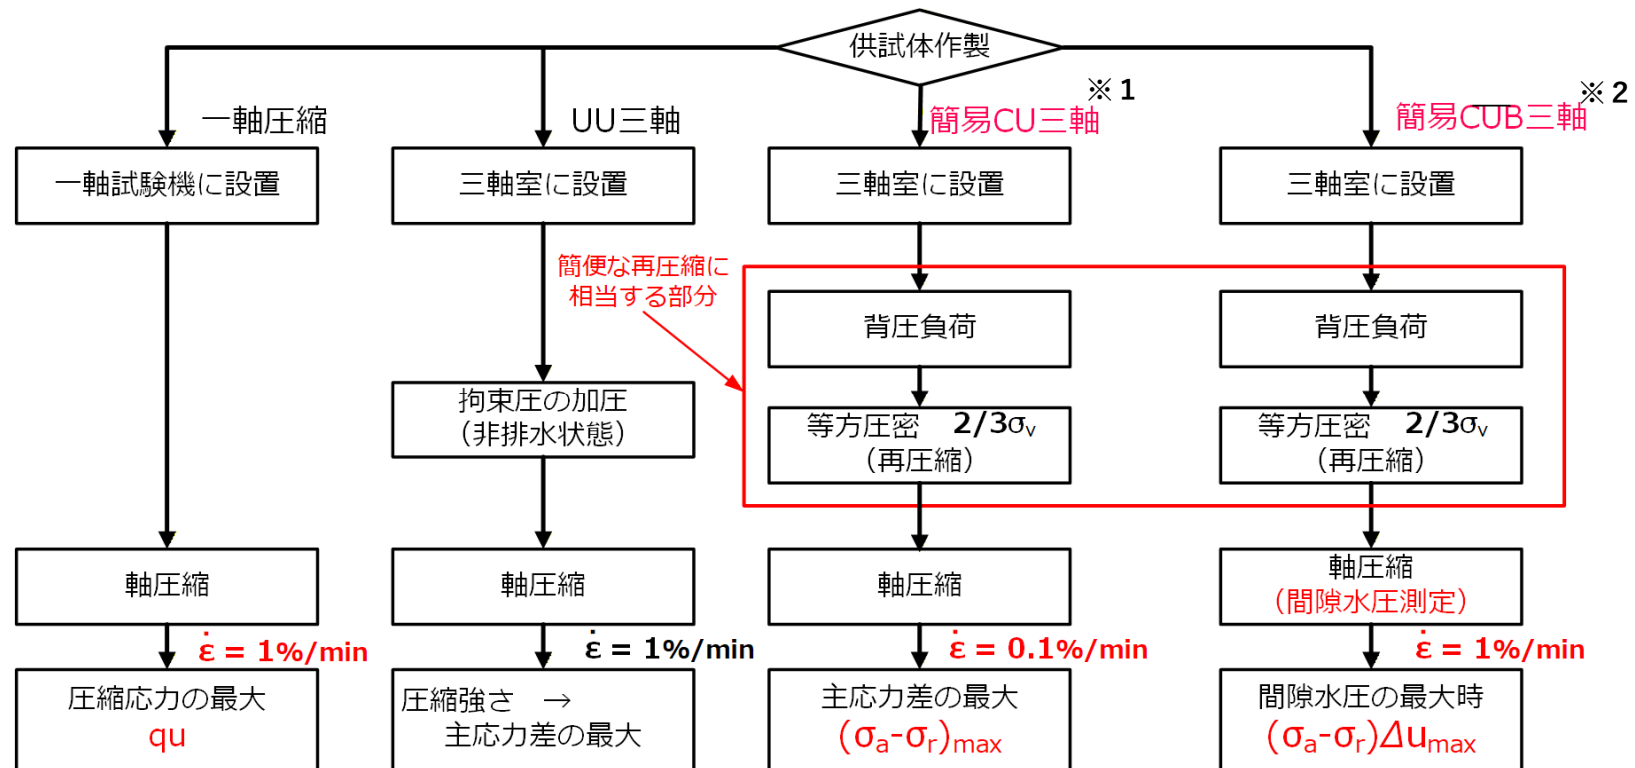 供試体作製
※1
※2
一軸圧縮
UU三軸
簡易CU三軸
簡易C̅U̅B三軸
一軸試験機に設置
三軸室に設置
三軸室に設置
三軸室に設置
簡便な再圧縮に
相当する部分
背圧負荷
背圧負荷
拘束圧の加圧
（非排水状態）
等方圧密 2/3σv
（再圧縮）
等方圧密 2/3σv
（再圧縮）
軸圧縮
軸圧縮
軸圧縮
軸圧縮
（間隙水圧測定）
ε̇ = 1%/min
ε̇ = 1%/min
ε̇ = 0.1%/min
ε̇ = 1%/min
圧縮応力の最大
qu
圧縮強さ →
主応力差の最大
主応力差の最大
(σa-σr)max
間隙水圧の最大時
(σa-σr)Δumax